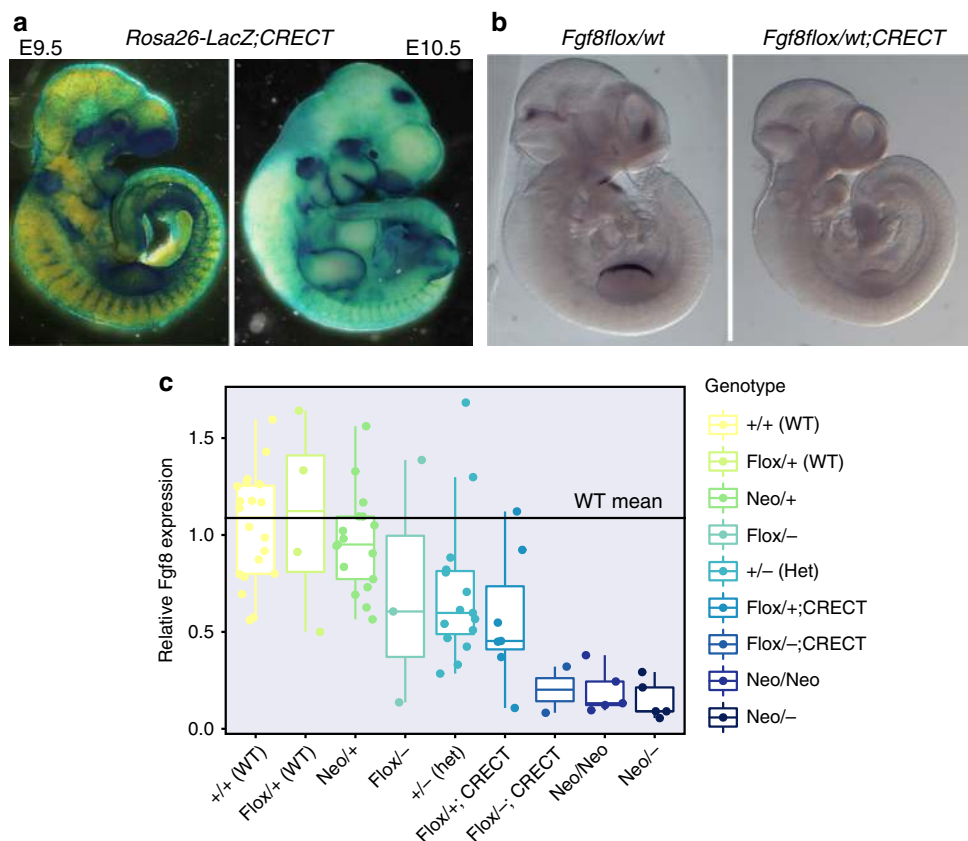 a
Rosa26-LacZ;CRECT
E9.5
E10.5
b
Fgf8flox/wt
Fgf8flox/wt;CRECT
c
Relative Fgf8 expression
1.5
1.0
0.5
0.0
WT mean
+/+ (WT)
Flox/+ (WT)
Neo/+
Flox/–
+/– (het)
Flox/+; CRECT
Flox/–; CRECT
Neo/Neo
Neo/–
Genotype
+/+ (WT)
Flox/+ (WT)
Neo/+
Flox/–
+/– (Het)
Flox/+;CRECT
Flox/–;CRECT
Neo/Neo
Neo/–